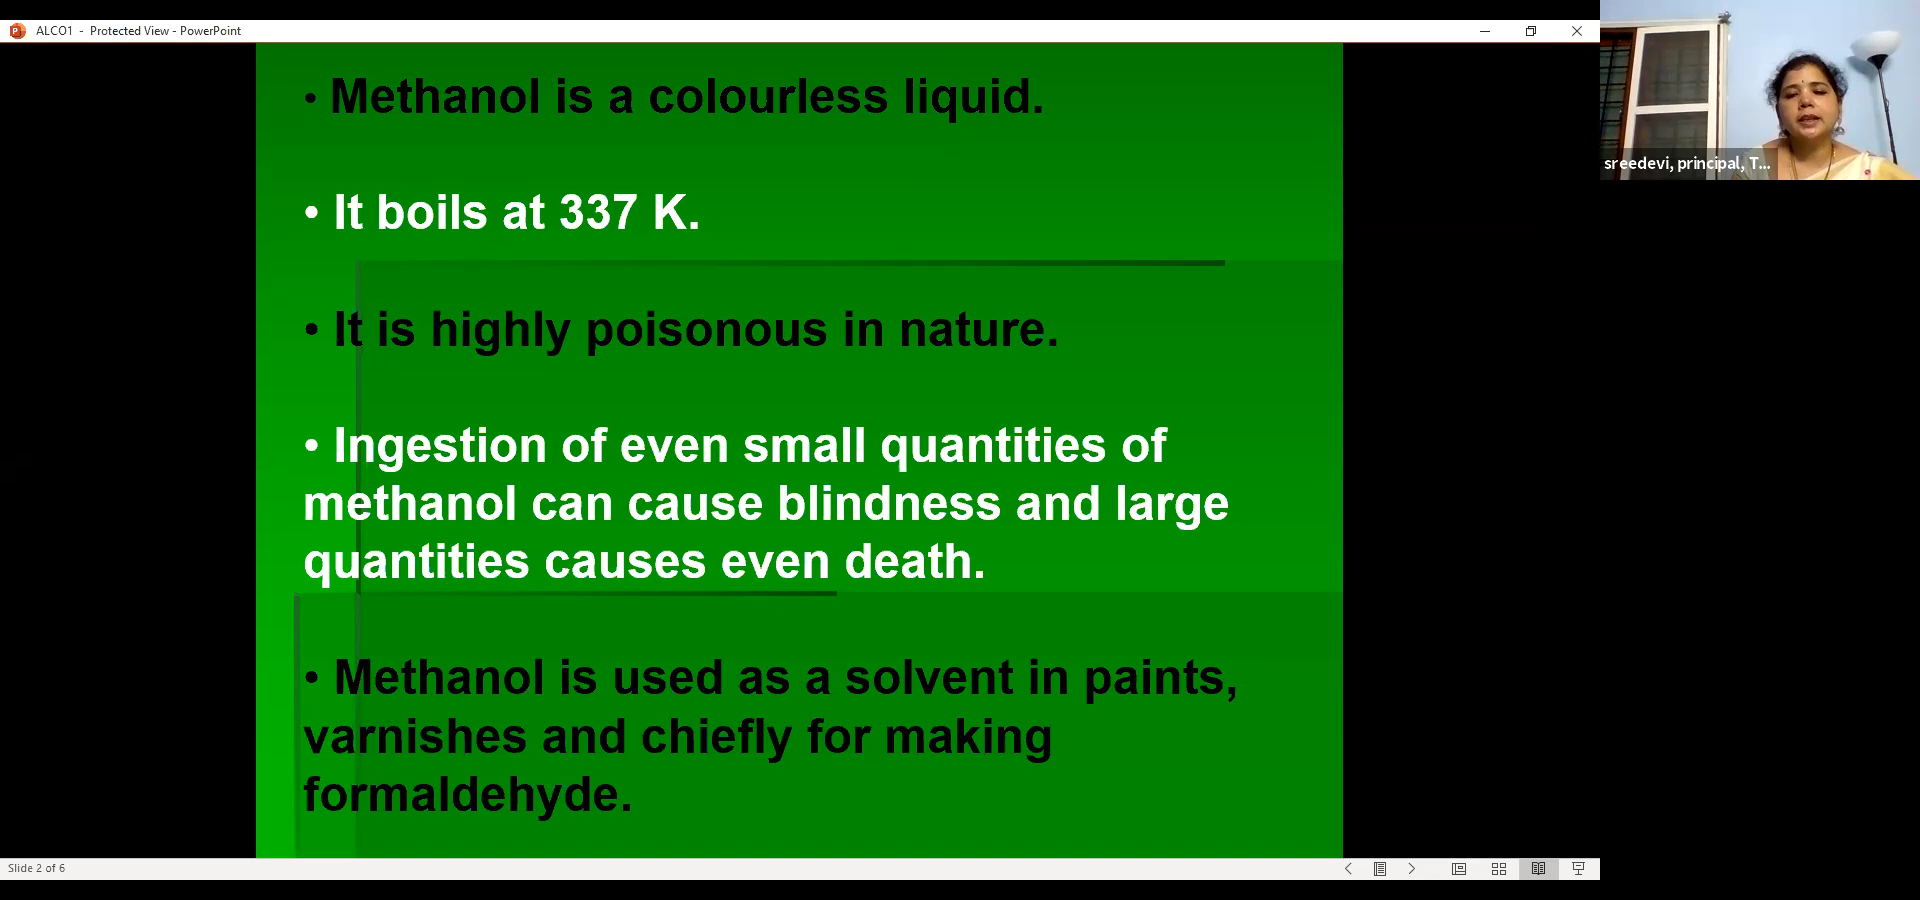 ALCO1 - Protected View - PowerPoint
• Methanol is a colourless liquid.
• It boils at 337 K.
• It is highly poisonous in nature.
• Ingestion of even small quantities of
methanol can cause blindness and large
quantities causes even death.
• Methanol is used as a solvent in paints,
varnishes and chiefly for making
formaldehyde.
sreedevi, principal, T...
Slide 2 of 6